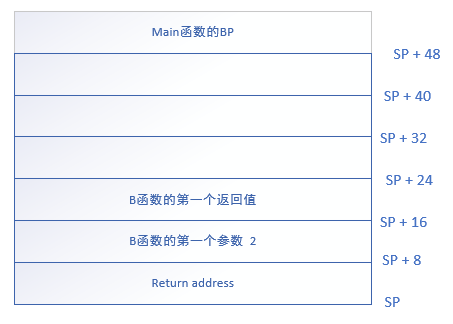 Main函数的BP
SP + 48
SP + 40
SP + 32
SP + 24
B函数的第一个返回值
SP + 16
B函数的第一个参数 2
SP + 8
Return address
SP